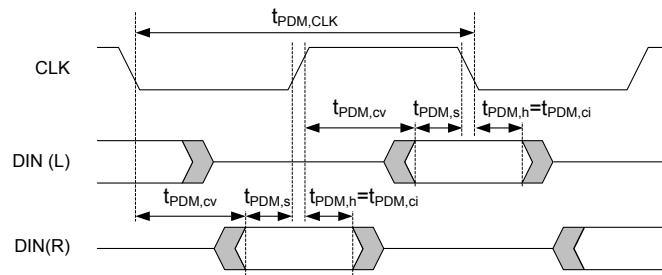 tPDM,CLK
CLK
tPDM,cv tPDM,s tPDM,h=tPDM,ci
DIN (L)
tPDM,cv tPDM,s tPDM,h=tPDM,ci
DIN(R)